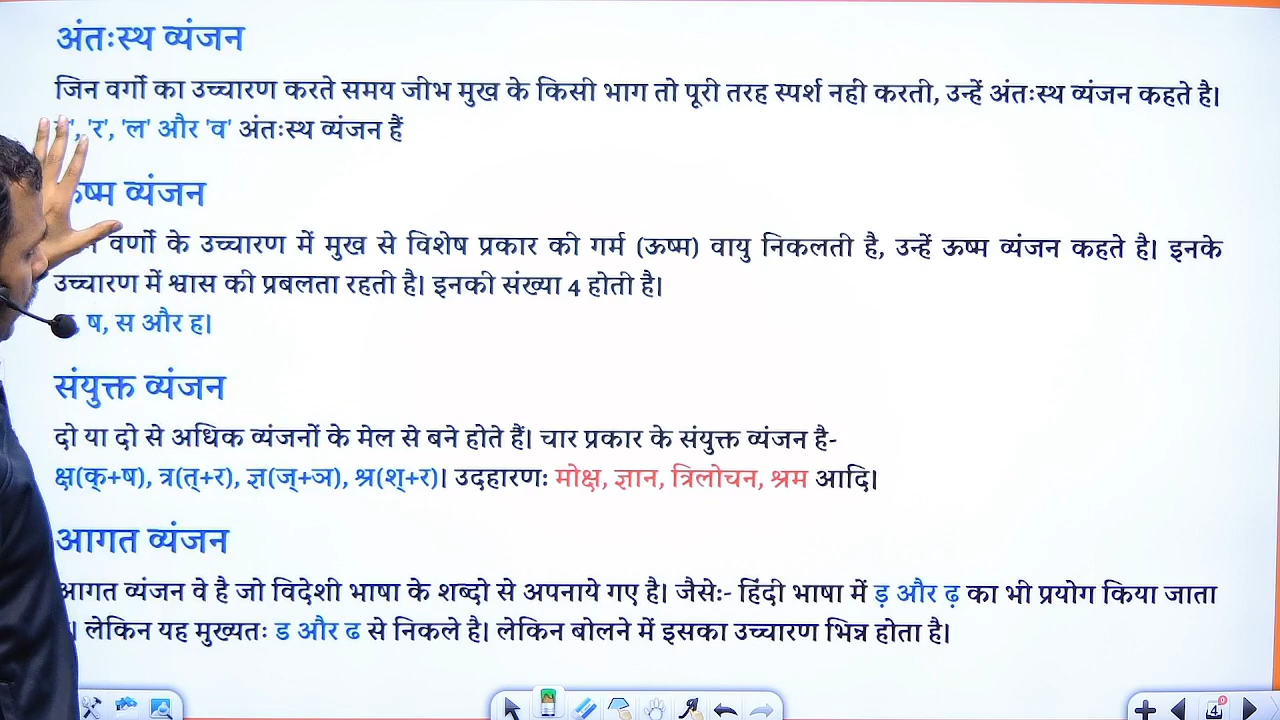 अंतःस्थ व्यंजन
जिन वर्गो का उच्चारण करते समय जीभ मुख के किसी भाग तो पूरी तरह स्पर्श नही करती, उन्हें अंतःस्थ व्यंजन कहते है।
', 'र', 'ल' और 'व' अंतःस्थ व्यंजन हैं
व्यंजन
वर्णो के उच्चारण में मुख से विशेष प्रकार की गर्म (ऊष्म) वायु निकलती है, उन्हें ऊष्म व्यंजन कहते है। इनके
उच्चारण में श्वास की प्रबलता रहती है। इनकी संख्या 4 होती है।
ष, स और ह।
संयुक्त व्यंजन
दो या दो से अधिक व्यंजनों के मेल से बने होते हैं। चार प्रकार के संयुक्त व्यंजन है-
क्ष(क्+ष), त्र(त्+र), ज्ञ(ज्+ञ), श्र(श्+र)। उदहारणः मोक्ष, ज्ञान, त्रिलोचन, श्रम आदि।
आगत व्यंजन
आगत व्यंजन वे है जो विदेशी भाषा के शब्दो से अपनाये गए है। जैसेः- हिंदी भाषा में ड़ और ढ़ का भी प्रयोग किया जाता
। लेकिन यह मुख्यतः ड और ढ से निकले है। लेकिन बोलने में इसका उच्चारण भिन्न होता है।
4